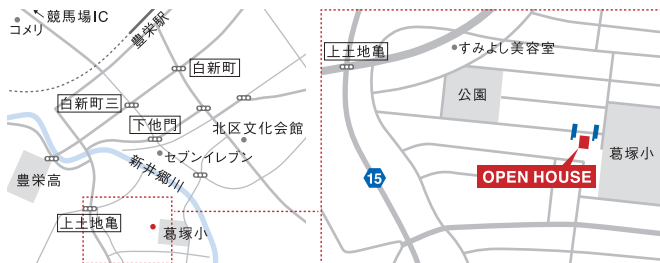 競馬場IC
コメリ
豊栄駅
白新町
白新町三
下他門
北区文化会館
セブンイレブン
新井郷川
豊栄高
上土地亀
葛塚小
上土地亀
すみよし美容室
公園
葛塚小
15
OPEN HOUSE